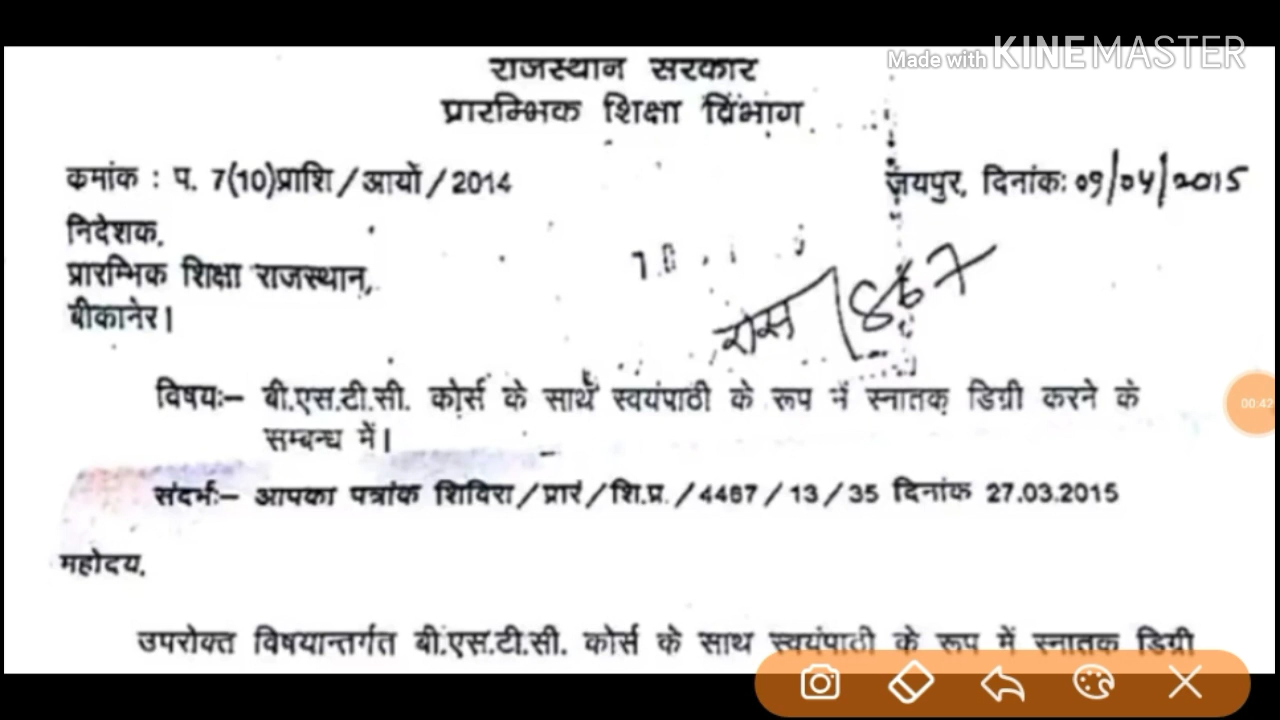 Made with KINEMASTER
राजस्थान सरकार
प्रारम्भिक शिक्षा विभाग
कमांक : प. 7(10)प्राशि/आयो/2014
जयपुर, दिनांकः 09/04/2015
निदेशक,
प्रारम्भिक शिक्षा राजस्थान,
बीकानेर।
867
विषयः– बी.एस.टी.सी. कोर्स के साथ स्वयंपाठी के रूप में स्नातक डिग्री करने के
सम्बन्ध में।
00:42
संदर्भः– आपका पत्रांक शिविरा/प्रारं/शि.प्र./4467/13/35 दिनांक 27.03.2015
महोदय,
उपरोक्त विषयान्तर्गत बी.एस.टी.सी. कोर्स के साथ स्वयंपाठी के रूप में स्नातक डिग्री